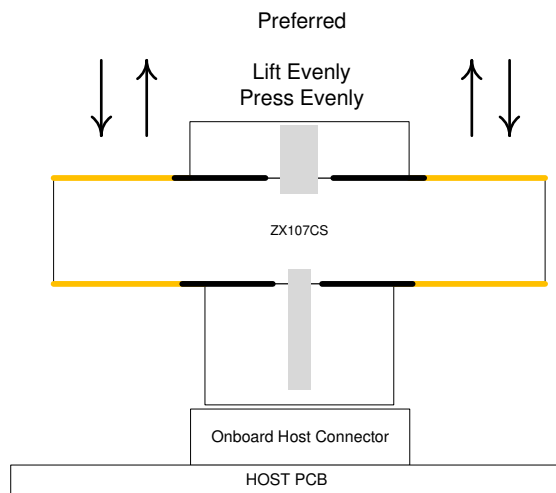 Preferred
Lift Evenly
Press Evenly
ZX107CS
Onboard Host Connector
HOST PCB